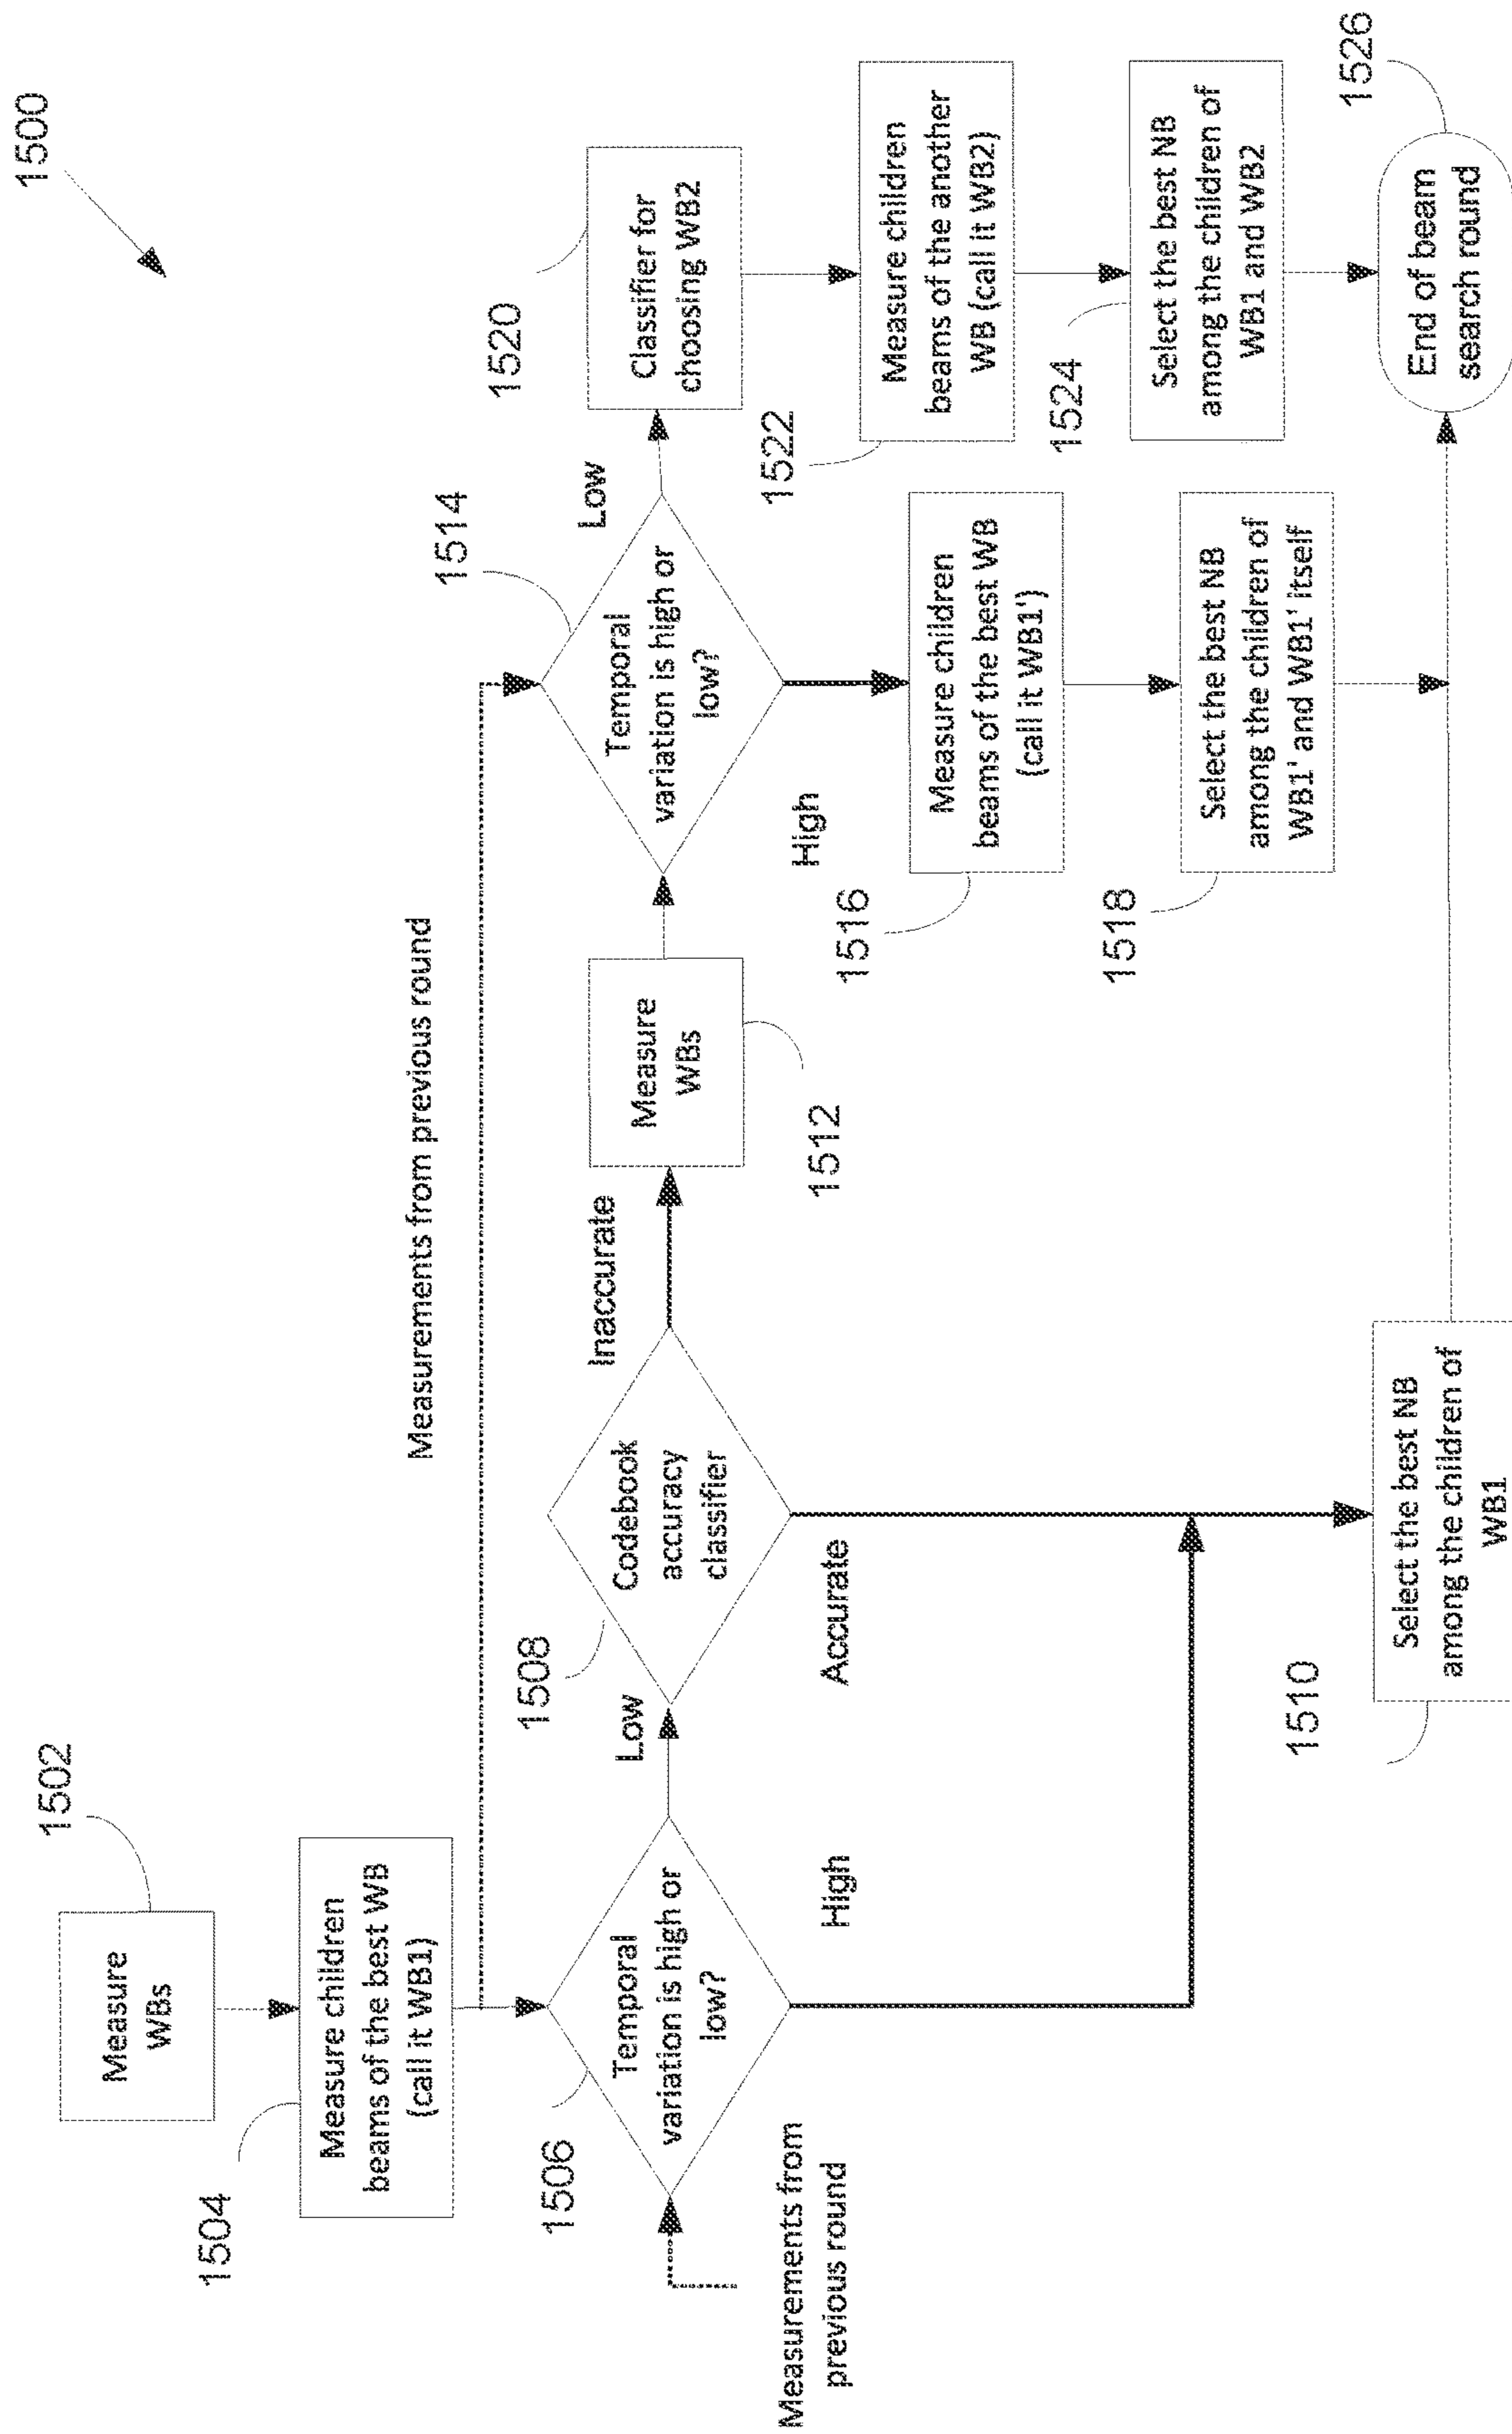 1500
1502
Measure
WBs
1504
Measure children
beams of the best WB
(call it WB1)
Measurements from previous round
1506
Temporal
variation is high or
low?
Measurements from
previous round
Low
High
1508
Codebook
accuracy
classifier
Accurate
Inaccurate
1510
Select the best NB
among the children of
WB1
1512
Measure
WBs
1514
Temporal
variation is high or
low?
Low
High
1516
Measure children
beams of the best WB
(call it WB1')
1518
Select the best NB
among the children of
WB1' and WB1' itself
1520
Classifier for
choosing WB2
1522
Measure children
beams of the another
WB (call it WB2)
1524
Select the best NB
among the children of
WB1 and WB2
1526
End of beam
search round